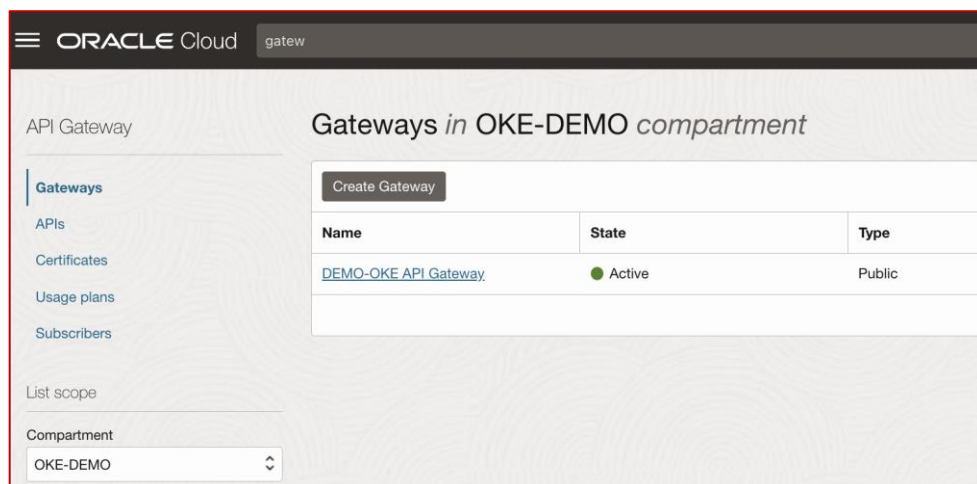 ORACLE Cloud
gatew
API Gateway
Gateways
APIs
Certificates
Usage plans
Subscribers
List scope
Compartment
OKE-DEMO
Gateways in OKE-DEMO compartment
Create Gateway
Name State Type
DEMO-OKE API Gateway Active Public